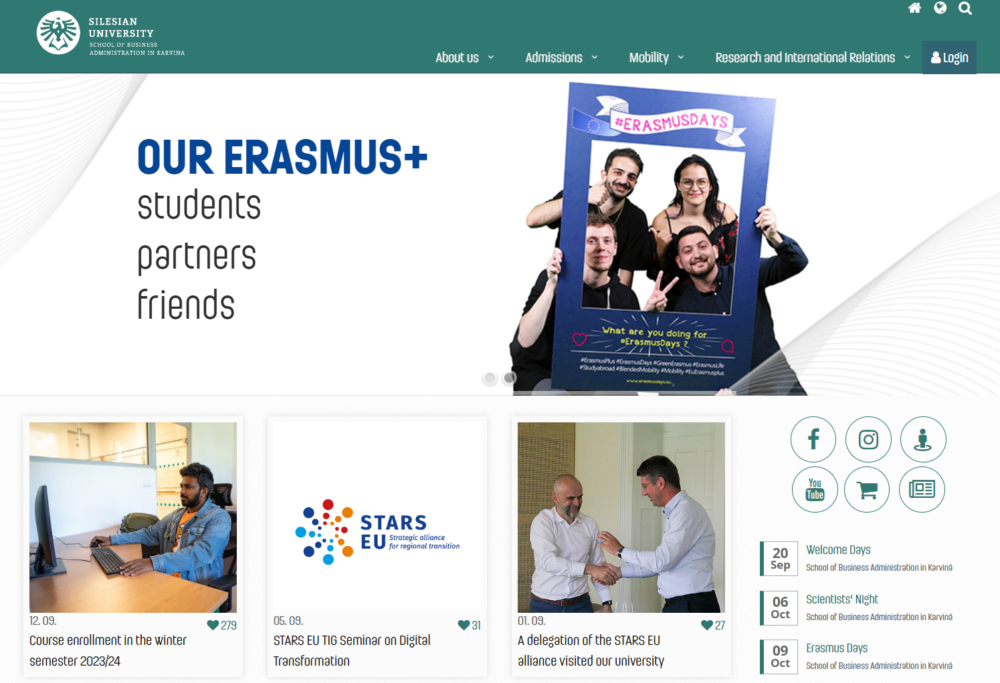 SILESIAN
UNIVERSITY
SCHOOL OF BUSINESS
ADMINISTRATION IN KARVINA
About us
Admissions
Mobility
Research and International Relations
Login
OUR ERASMUS+
students
partners
friends
#ERASMUSDAYS
What are you doing for
#ErasmusDays ?
#ErasmusPlus #ErasmusDays #GreenErasmus #ErasmusLife
#Studyabroad #BlendedMobility #Mobility #EuErasmusplus
www.erasmusdays.eu
STARS
EU Strategic alliance
for regional transition
12. 09.
279
Course enrollment in the winter
semester 2023/24
05. 09.
31
STARS EU TIG Seminar on Digital
Transformation
01. 09.
27
A delegation of the STARS EU
alliance visited our university
You
Tube
20
Sep
Welcome Days
School of Business Administration in Karviná
06
Oct
Scientists' Night
School of Business Administration in Karviná
09
Oct
Erasmus Days
School of Business Administration in Karviná